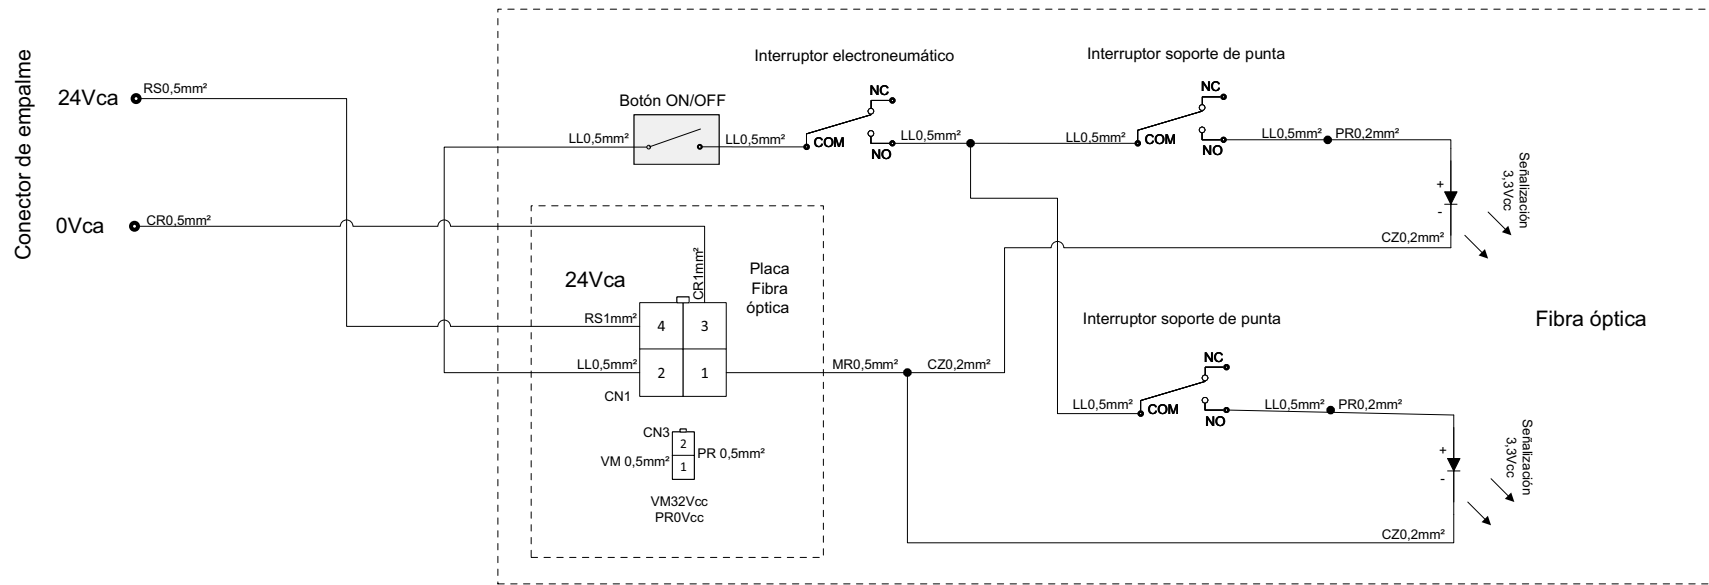 Conector de empalme
24Vca
RS0,5mm²
0Vca
CR0,5mm²
Interruptor electroneumático
Interruptor soporte de punta
Botón ON/OFF
LL0,5mm²
LL0,5mm²
NC
COM
NO
LL0,5mm²
LL0,5mm²
NC
COM
NO
LL0,5mm²
PR0,2mm²
+
-
Señalización
3,3Vcc
CZ0,2mm²
24Vca
CR1mm²
Placa
Fibra
óptica
RS1mm²
4
3
LL0,5mm²
2
1
CN1
MR0,5mm²
CZ0,2mm²
CN3
2
1
VM 0,5mm²
PR 0,5mm²
VM32Vcc
PR0Vcc
Interruptor soporte de punta
Fibra óptica
LL0,5mm²
NC
COM
NO
LL0,5mm²
PR0,2mm²
+
-
Señalización
3,3Vcc
CZ0,2mm²